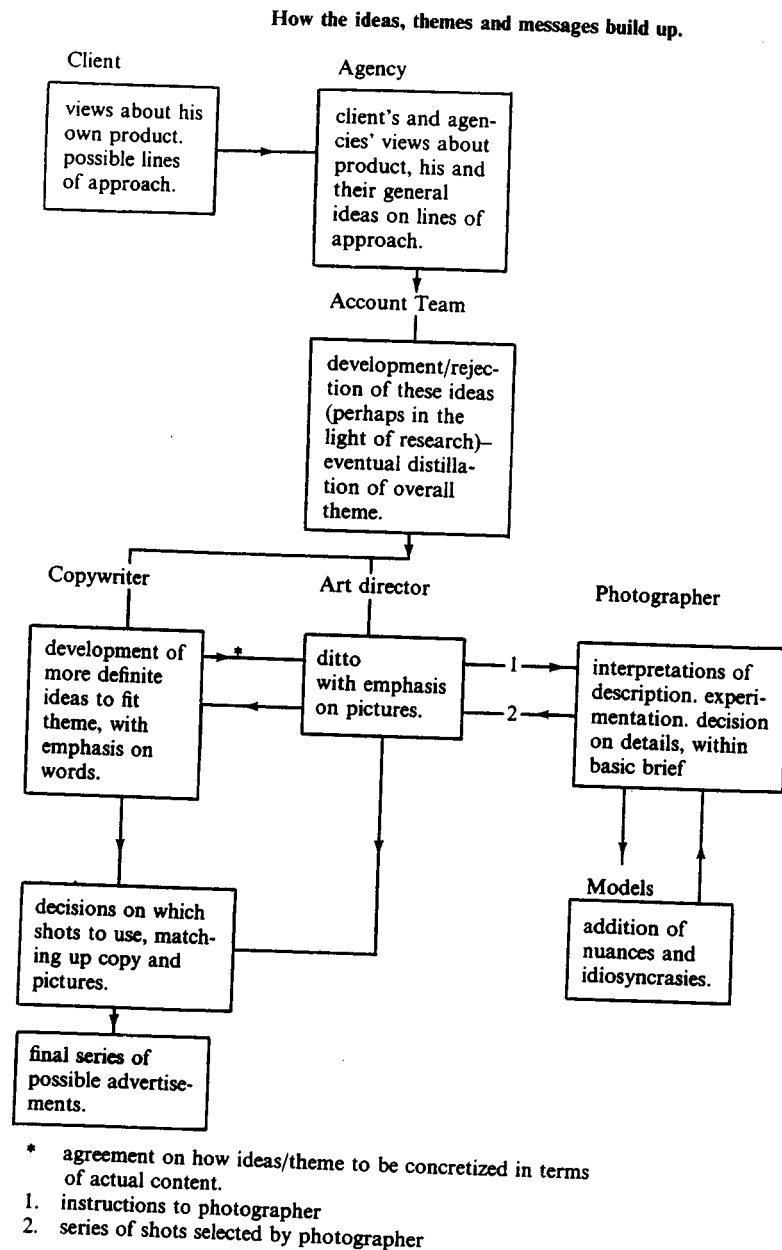 How the ideas, themes and messages build up.
Client
views about his
own product.
possible lines
of approach.
Agency
client's and agen-
cies' views about
product, his and
their general
ideas on lines of
approach.
Account Team
development/rejec-
tion of these ideas
(perhaps in the
light of research)–
eventual distilla-
tion of overall
theme.
Copywriter
development of
more definite
ideas to fit
theme, with
emphasis on
words.
*
Art director
ditto
with emphasis
on pictures.
1
2
Photographer
interpretations of
description. experi-
mentation. decision
on details, within
basic brief
Models
addition of
nuances and
idiosyncrasies.
decisions on which
shots to use, match-
ing up copy and
pictures.
final series of
possible advertise-
ments.
* agreement on how ideas/theme to be concretized in terms
of actual content.
1. instructions to photographer
2. series of shots selected by photographer